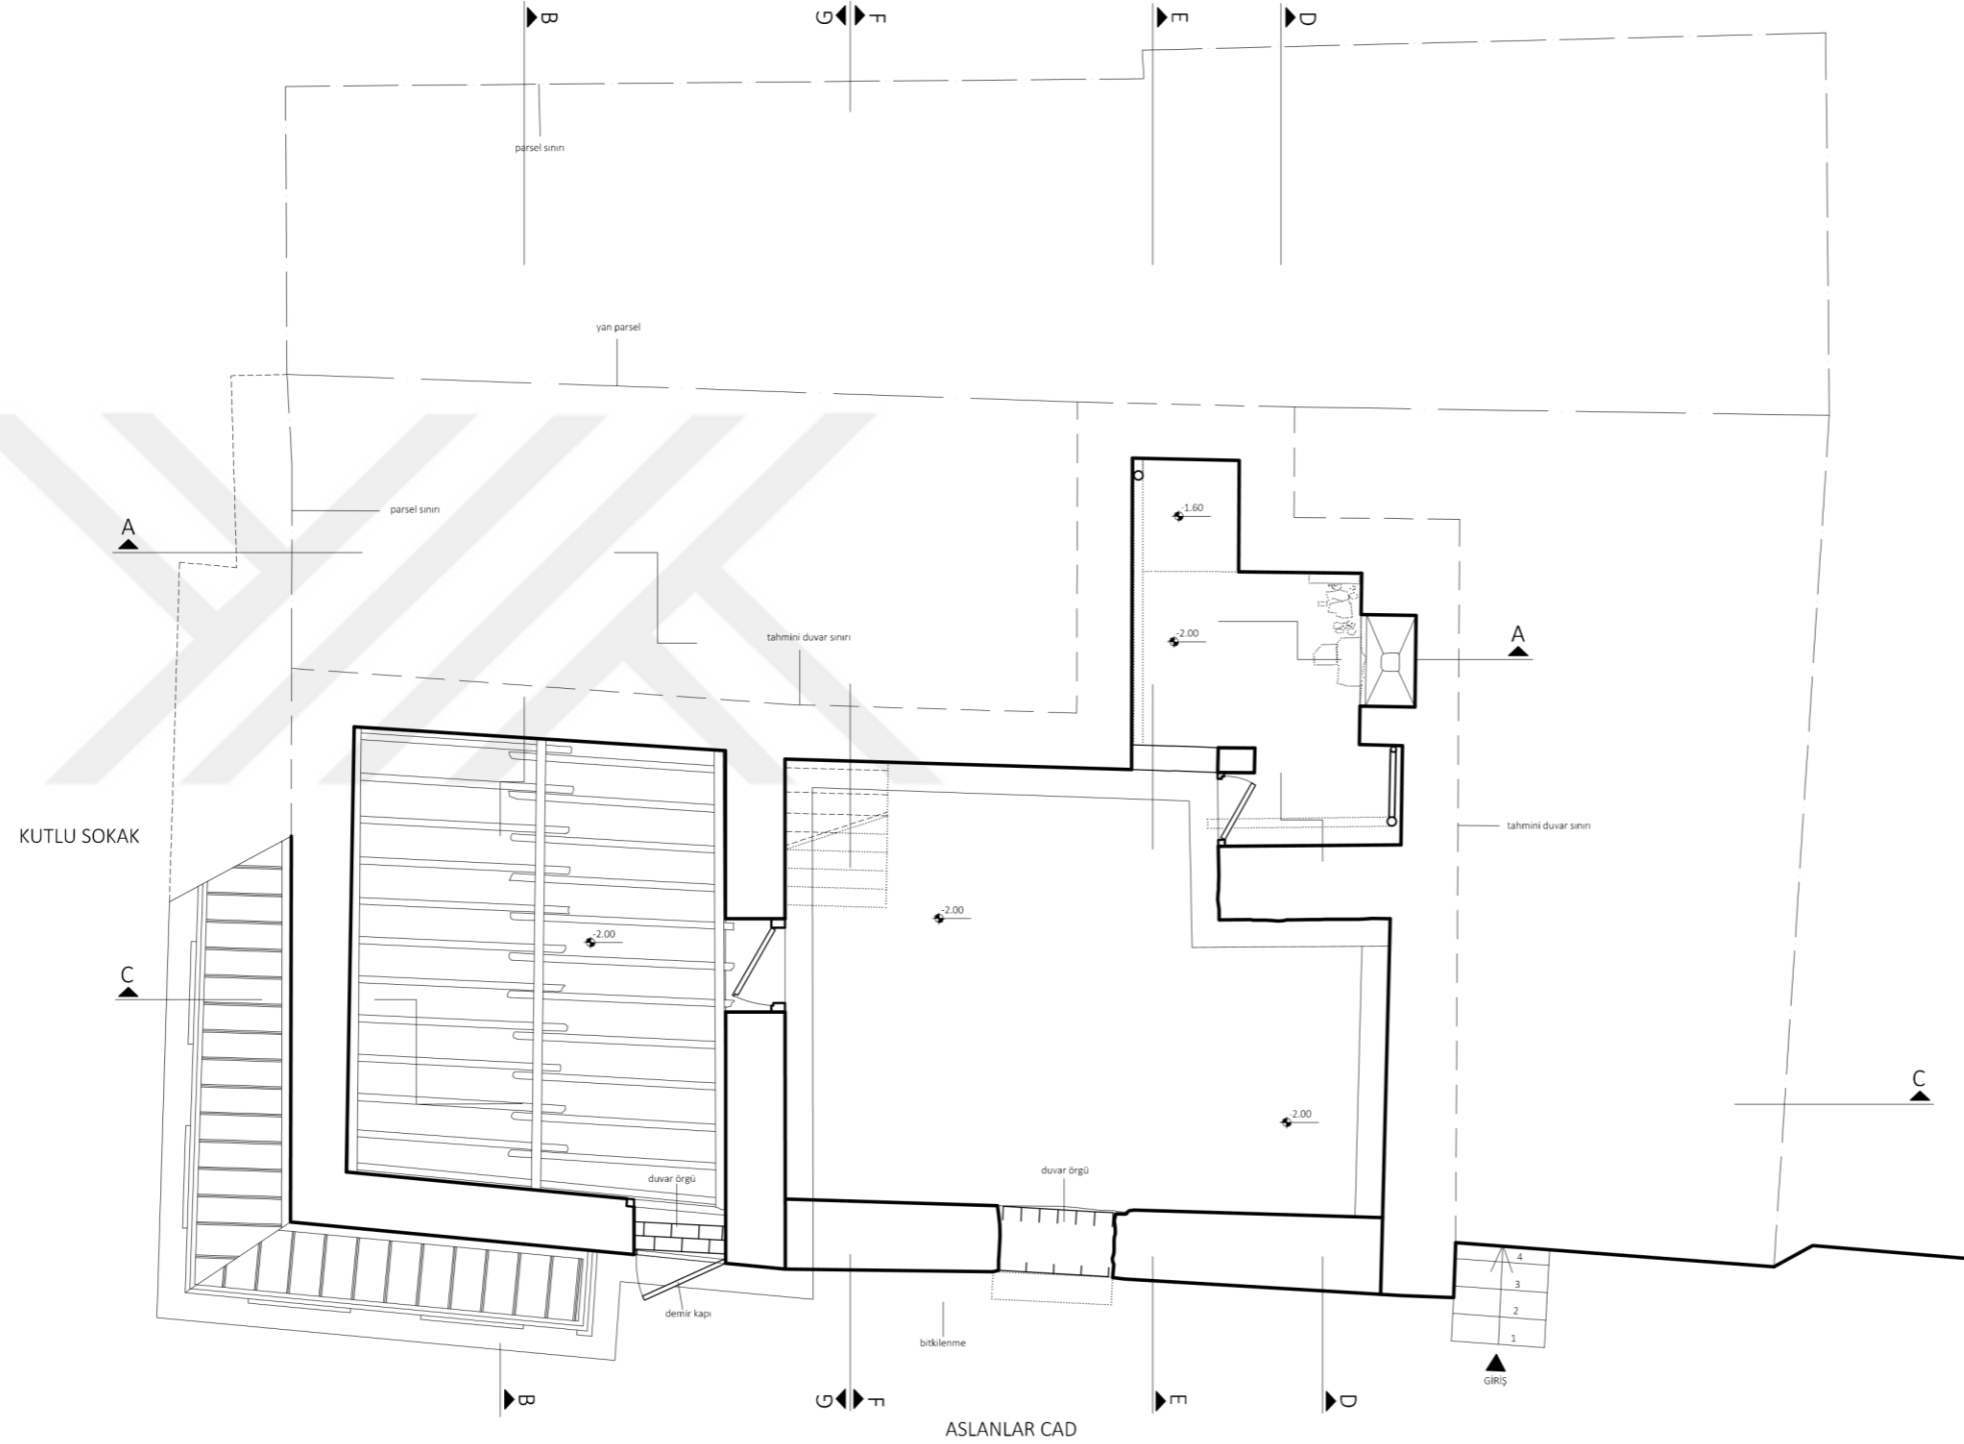 B
G
F
E
D
parsel sınırı
yan parsel
parsel sınırı
-1.60
A
tahmini duvar sınırı
-2.00
A
KUTLU SOKAK
tahmini duvar sınırı
-2.00
-2.00
C
C
-2.00
duvar örgü
duvar örgü
4
3
2
1
demir kapı
bitkilenme
GİRİŞ
B
G
F
E
D
ASLANLAR CAD